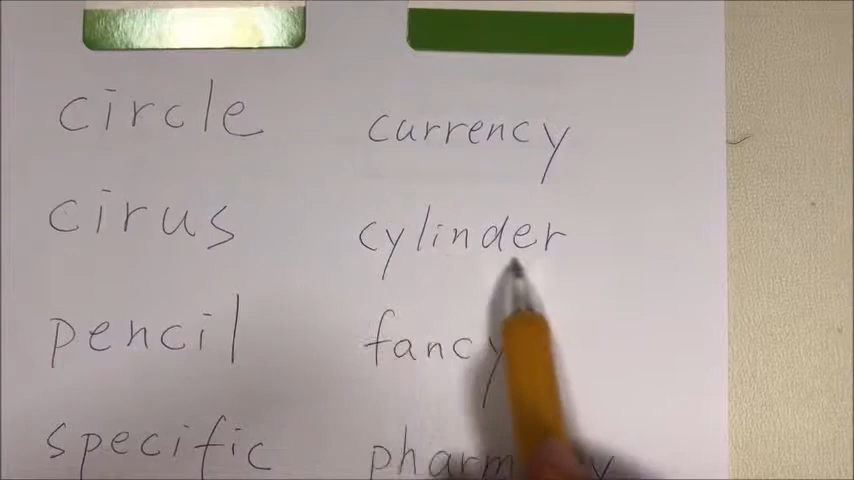 circle
cirus
pencil
specific
currency
cylinder
fancy